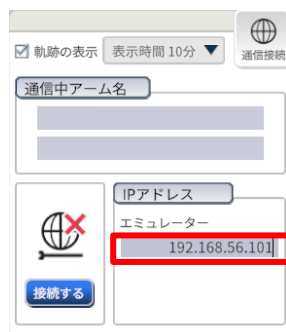 軌跡の表示
表示時間 10分 ▼
通信接続
通信中アーム名
IPアドレス
エミュレーター
192.168.56.101
接続する